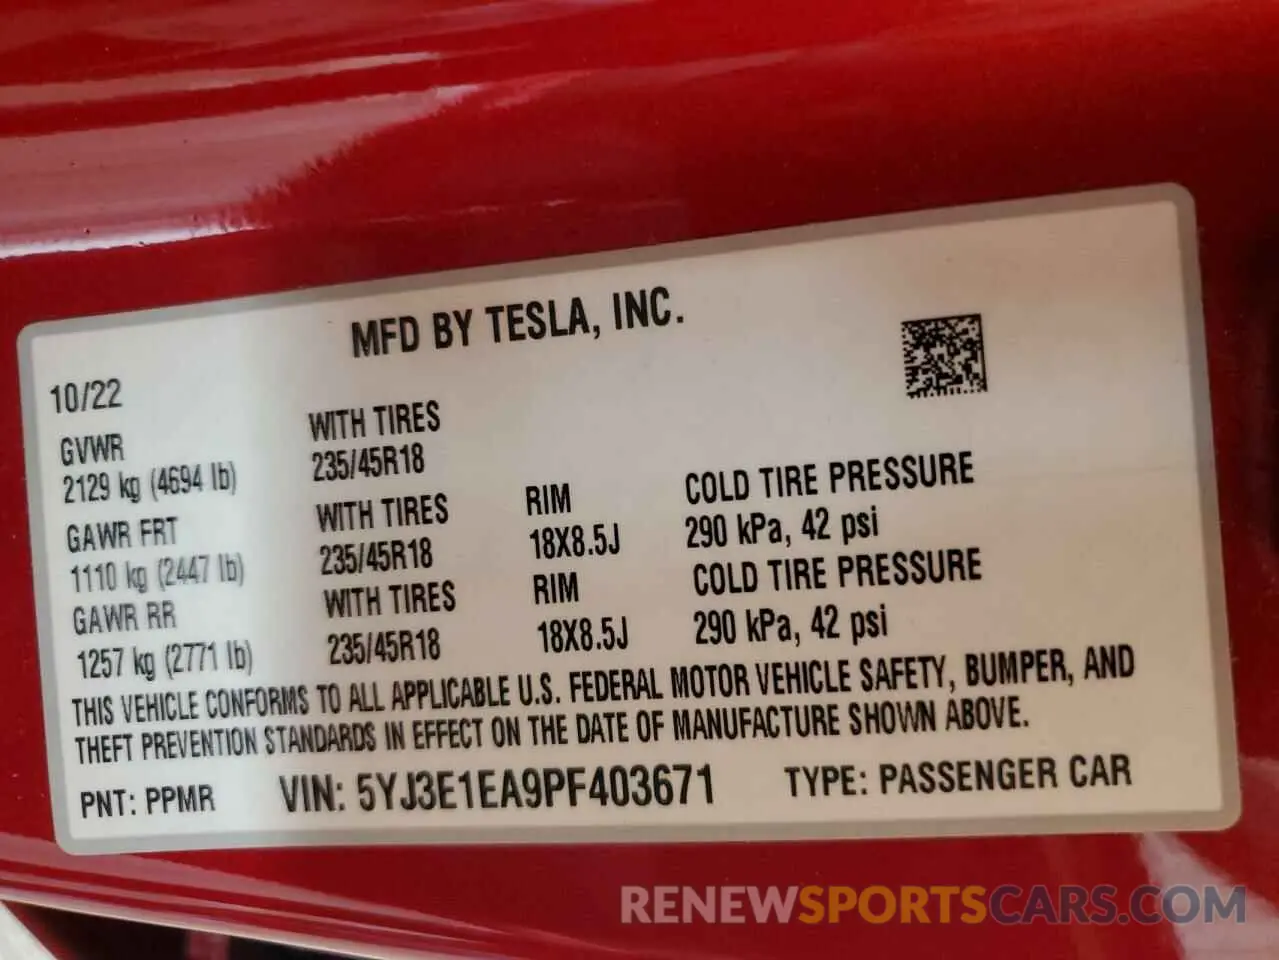 MFD BY TESLA, INC.
10/22
GVWR WITH TIRES
2129 kg (4694 lb) 235/45R18
GAWR FRT WITH TIRES RIM COLD TIRE PRESSURE
1110 kg (2447 lb) 235/45R18 18X8.5J 290 kPa, 42 psi
GAWR RR WITH TIRES RIM COLD TIRE PRESSURE
1257 kg (2771 lb) 235/45R18 18X8.5J 290 kPa, 42 psi
THIS VEHICLE CONFORMS TO ALL APPLICABLE U.S. FEDERAL MOTOR VEHICLE SAFETY, BUMPER, AND
THEFT PREVENTION STANDARDS IN EFFECT ON THE DATE OF MANUFACTURE SHOWN ABOVE.
PNT: PPMR VIN: 5YJ3E1EA9PF403671 TYPE: PASSENGER CAR
RENEWSPORTSCARS.COM